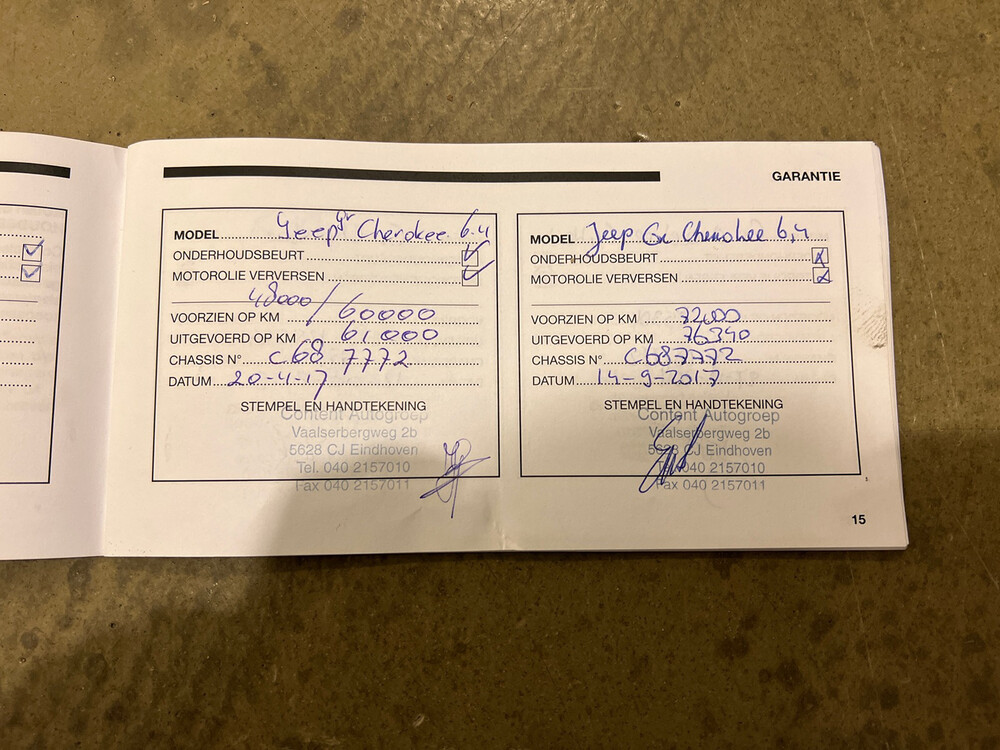 GARANTIE
MODEL Jeep gr Cherokee 6.4
ONDERHOUDSBEURT
MOTOROLIE VERVERSEN
48000 /
VOORZIEN OP KM 60000
UITGEVOERD OP KM 61000
CHASSIS N° C68 7772
DATUM 20-4-17
STEMPEL EN HANDTEKENING
Content Autogroep
Vaalserbergweg 2b
5628 CJ Eindhoven
Tel. 040 2157010
Fax 040 2157011
MODEL Jeep Gr Cherokee 6,4
ONDERHOUDSBEURT
MOTOROLIE VERVERSEN
VOORZIEN OP KM 72000
UITGEVOERD OP KM 76340
CHASSIS N° C687772
DATUM 14-9-2017
STEMPEL EN HANDTEKENING
Content Autogroep
Vaalserbergweg 2b
5628 CJ Eindhoven
Tel. 040 2157010
Fax 040 2157011
15